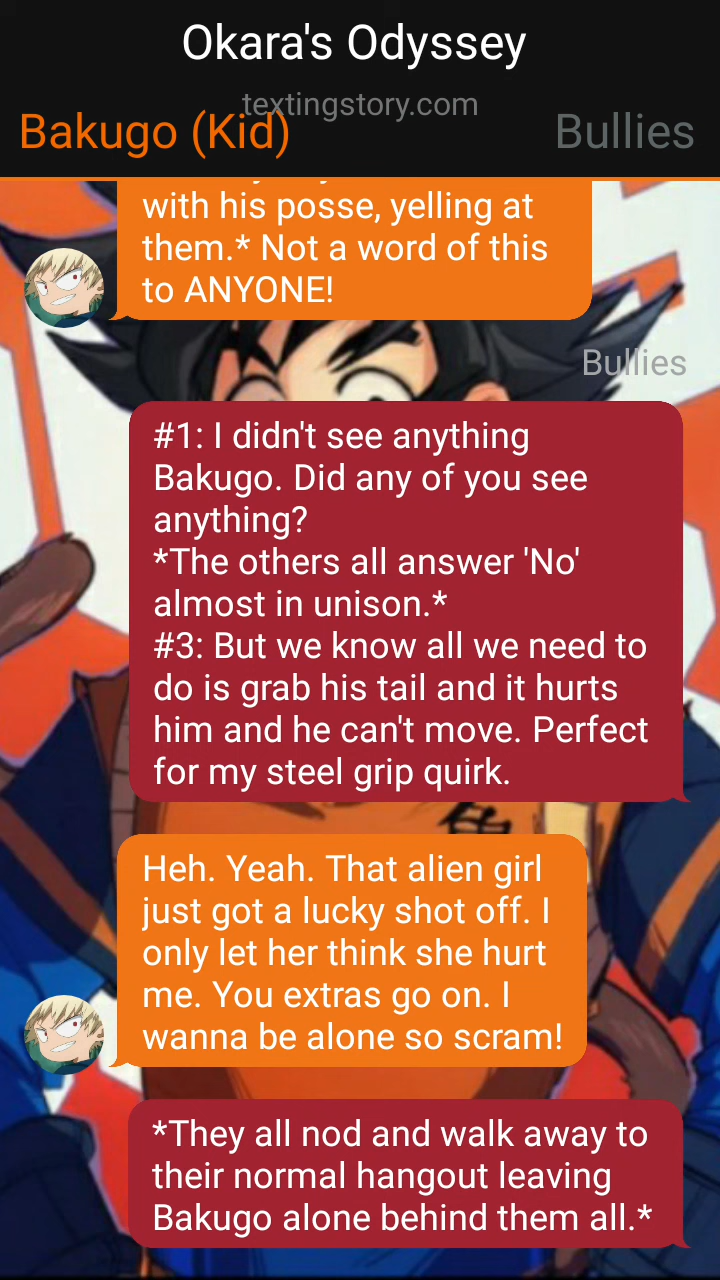 Okara's Odyssey
textingstory.com
Bakugo (Kid)
Bullies
with his posse, yelling at
them.* Not a word of this
to ANYONE!
Bullies
#1: I didn't see anything
Bakugo. Did any of you see
anything?
*The others all answer 'No'
almost in unison.*
#3: But we know all we need to
do is grab his tail and it hurts
him and he can't move. Perfect
for my steel grip quirk.
Heh. Yeah. That alien girl
just got a lucky shot off. I
only let her think she hurt
me. You extras go on. I
wanna be alone so scram!
*They all nod and walk away to
their normal hangout leaving
Bakugo alone behind them all.*